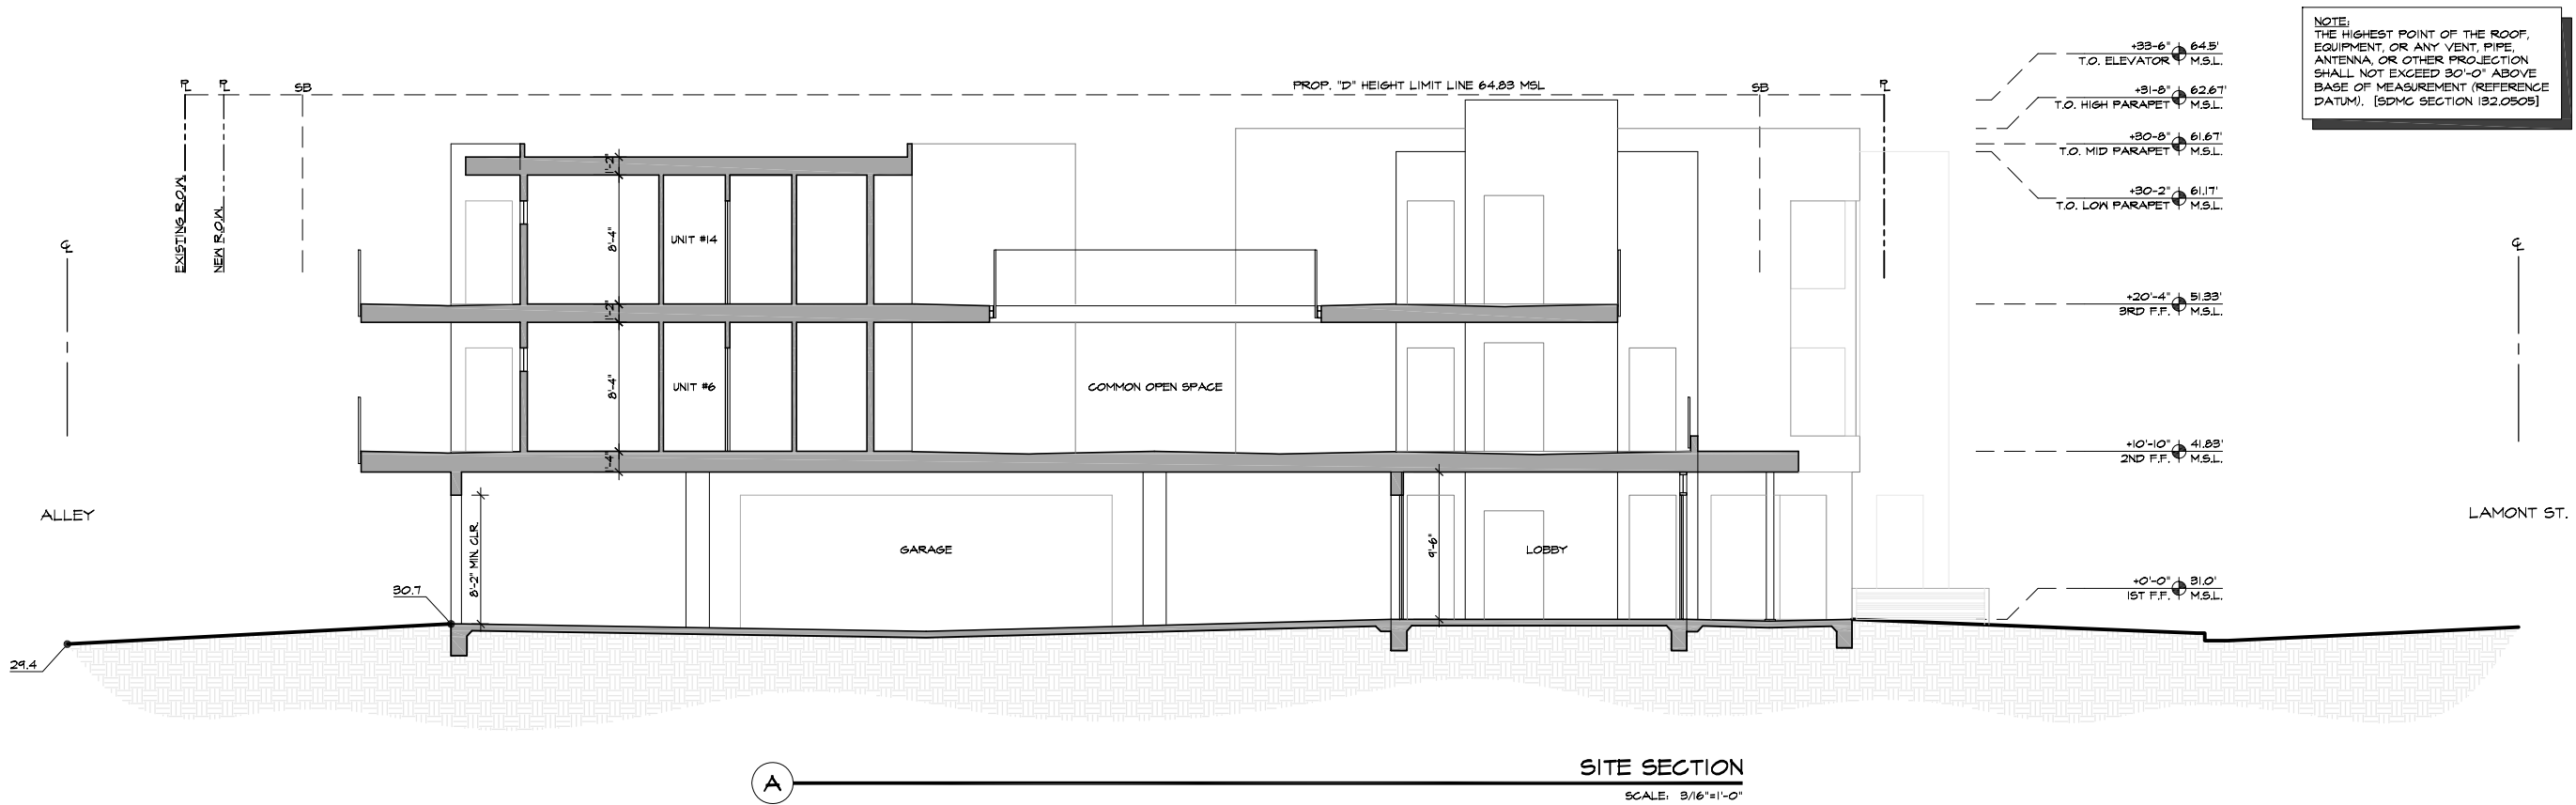 NOTE:
THE HIGHEST POINT OF THE ROOF,
EQUIPMENT, OR ANY VENT, PIPE,
ANTENNA, OR OTHER PROJECTION
SHALL NOT EXCEED 30'-0" ABOVE
BASE OF MEASUREMENT (REFERENCE
DATUM). [SDMC SECTION 132.0505]
+33-6" 64.5'
T.O. ELEVATOR M.S.L.
+31-8" 62.67'
T.O. HIGH PARAPET M.S.L.
+30-8" 61.67'
T.O. MID PARAPET M.S.L.
+30-2" 61.17'
T.O. LOW PARAPET M.S.L.
+20'-4" 51.33'
3RD F.F. M.S.L.
+10'-10" 41.83'
2ND F.F. M.S.L.
+0'-0" 31.0'
1ST F.F. M.S.L.
PL
PL
SB
PROP. "D" HEIGHT LIMIT LINE 64.83 MSL
SB
PL
EXISTING R.O.W.
NEW R.O.W.
CL
CL
1'-2"
8'-4"
UNIT #14
1'-2"
8'-4"
UNIT #6
COMMON OPEN SPACE
1'-4"
ALLEY
LAMONT ST.
8'-2" MIN. CLR.
GARAGE
9'-6"
LOBBY
30.7
29.4
A
SITE SECTION
SCALE: 3/16"=1'-0"